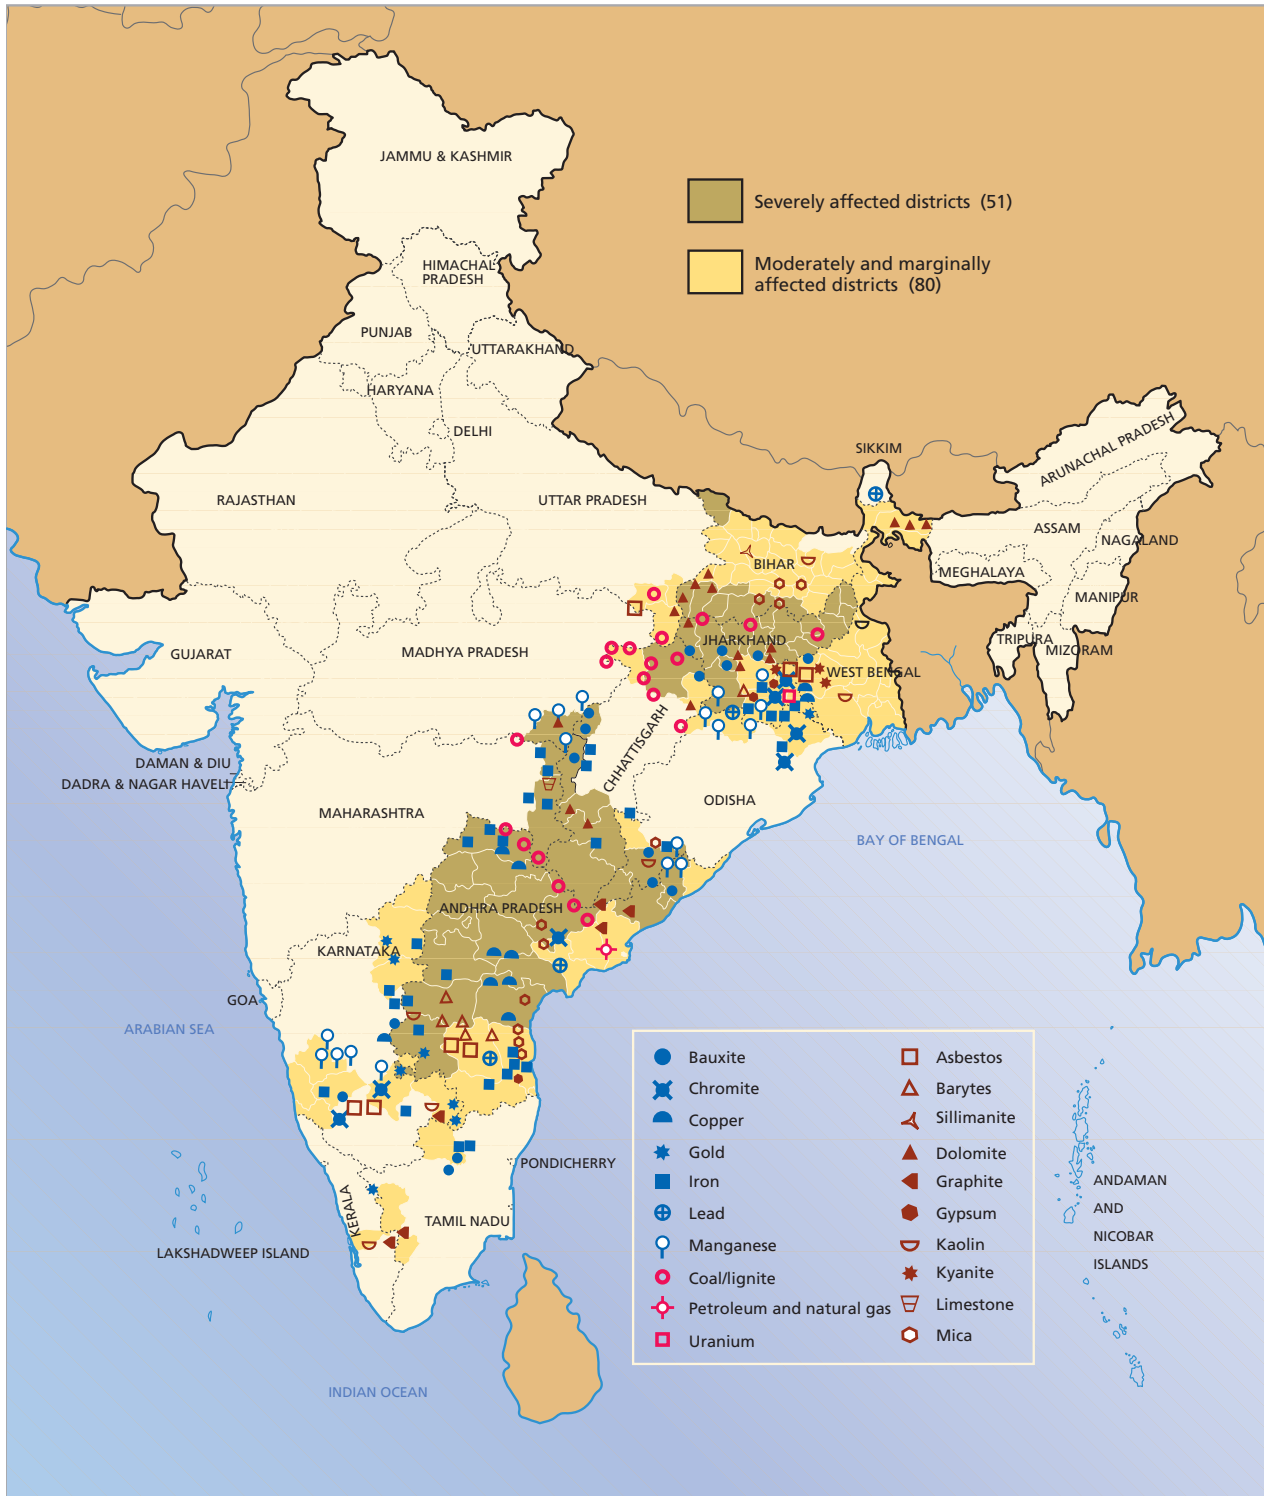 JAMMU & KASHMIR
Severely affected districts (51)
Moderately and marginally
affected districts (80)
HIMACHAL
PRADESH
PUNJAB
UTTARAKHAND
HARYANA
DELHI
SIKKIM
ARUNACHAL PRADESH
RAJASTHAN
UTTAR PRADESH
ASSAM
NAGALAND
BIHAR
MEGHALAYA
MANIPUR
GUJARAT
MADHYA PRADESH
JHARKHAND
TRIPURA
MIZORAM
WEST BENGAL
CHHATTISGARH
DAMAN & DIU
DADRA & NAGAR HAVELI
MAHARASHTRA
ODISHA
BAY OF BENGAL
ANDHRA PRADESH
KARNATAKA
GOA
ARABIAN SEA
Bauxite
Chromite
Copper
Gold
Iron
Lead
Manganese
Coal/lignite
Petroleum and natural gas
Uranium
Asbestos
Barytes
Sillimanite
Dolomite
Graphite
Gypsum
Kaolin
Kyanite
Limestone
Mica
PONDICHERRY
KERALA
TAMIL NADU
LAKSHADWEEP ISLAND
ANDAMAN
AND
NICOBAR
ISLANDS
INDIAN OCEAN